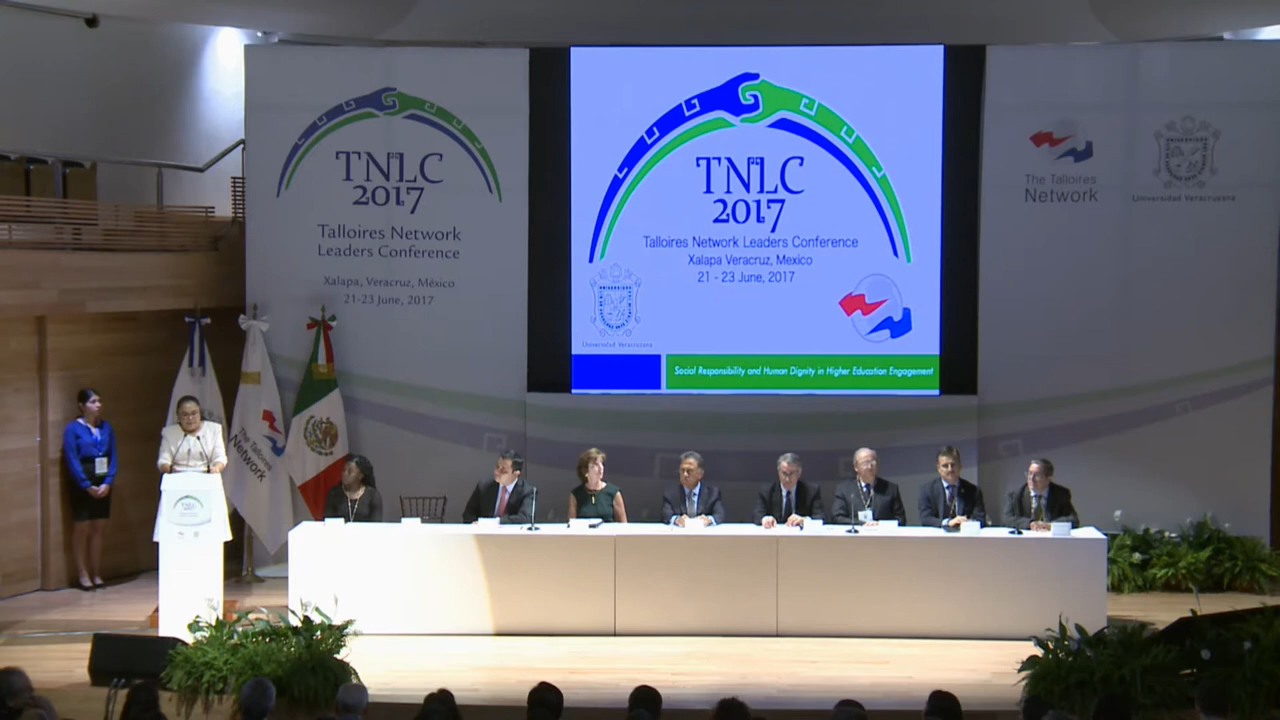 TNLC
2017
Talloires Network
Leaders Conference
Xalapa, Veracruz, México
21-23 June, 2017
TNLC
2017
Talloires Network Leaders Conference
Xalapa Veracruz, Mexico
21 - 23 June, 2017
Universidad Veracruzana
Social Responsibility and Human Dignity in Higher Education Engagement
The Talloires
Network
Universidad Veracruzana
The Talloires
Network